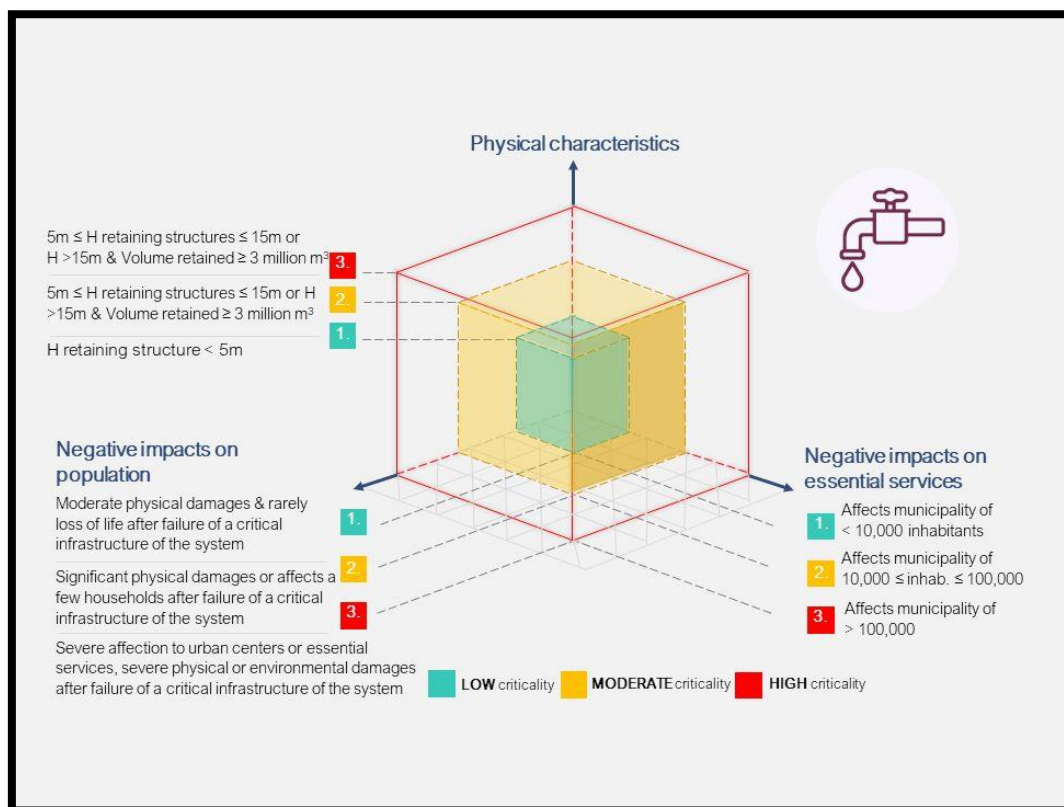 Physical characteristics
5m ≤ H retaining structures ≤ 15m or
H >15m & Volume retained ≥ 3 million m³
3.
5m ≤ H retaining structures ≤ 15m or H
>15m & Volume retained ≥ 3 million m³
2.
1.
H retaining structure < 5m
Negative impacts on
population
Moderate physical damages & rarely
loss of life after failure of a critical
infrastructure of the system
1.
Significant physical damages or affects a
few households after failure of a critical
infrastructure of the system
2.
3.
Severe affection to urban centers or essential
services, severe physical or environmental damages
after failure of a critical infrastructure of the system
Negative impacts on
essential services
1.
Affects municipality of
< 10,000 inhabitants
2.
Affects municipality of
10,000 ≤ inhab. ≤ 100,000
3.
Affects municipality of
> 100,000
LOW criticality
MODERATE criticality
HIGH criticality